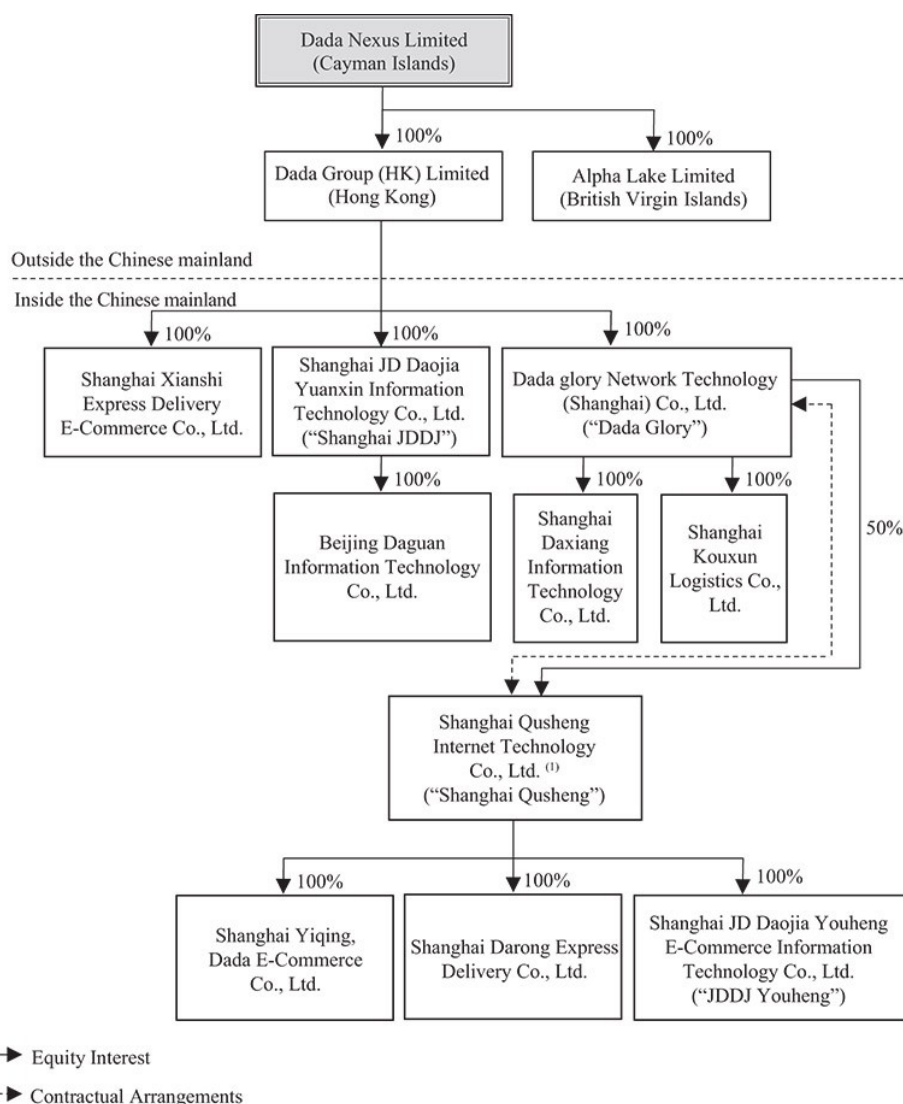 Dada Nexus Limited
(Cayman Islands)
100%
100%
Dada Group (HK) Limited
(Hong Kong)
Alpha Lake Limited
(British Virgin Islands)
Outside the Chinese mainland
Inside the Chinese mainland
100%
100%
100%
Shanghai Xianshi
Express Delivery
E-Commerce Co., Ltd.
Shanghai JD Daojia
Yuanxin Information
Technology Co., Ltd.
(“Shanghai JDDJ”)
Dada glory Network Technology
(Shanghai) Co., Ltd.
(“Dada Glory”)
100%
100%
100%
Beijing Daguan
Information Technology
Co., Ltd.
Shanghai
Daxiang
Information
Technology
Co., Ltd.
Shanghai
Kouxun
Logistics Co.,
Ltd.
50%
Shanghai Qusheng
Internet Technology
Co., Ltd. (1)
(“Shanghai Qusheng”)
100%
100%
100%
Shanghai Yiqing,
Dada E-Commerce
Co., Ltd.
Shanghai Darong Express
Delivery Co., Ltd.
Shanghai JD Daojia Youheng
E-Commerce Information
Technology Co., Ltd.
(“JDDJ Youheng”)
Equity Interest
Contractual Arrangements